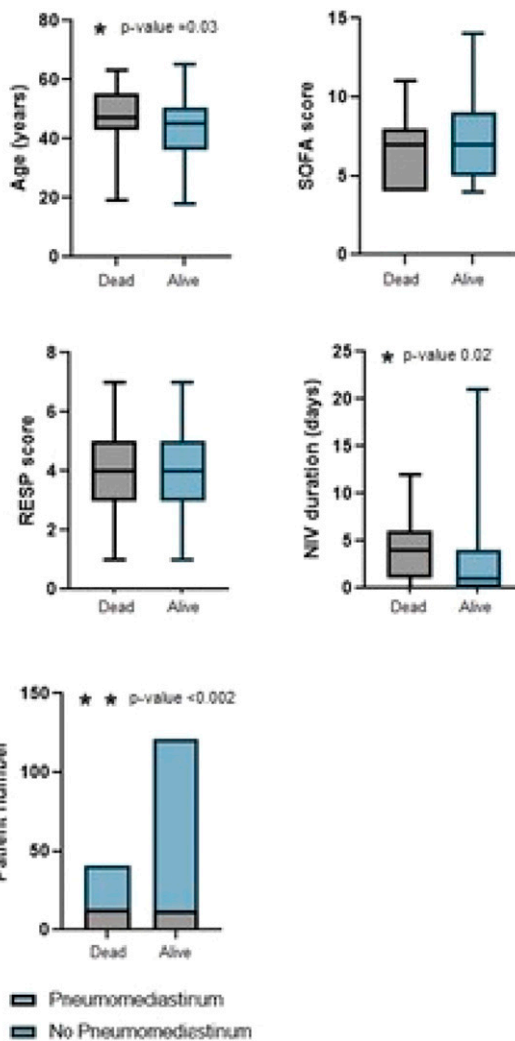 ★ p-value =0.03
Age (years)
80
60
40
20
0
Dead Alive
SOFA score
15
10
5
0
Dead Alive
RESP score
8
6
4
2
0
Dead Alive
★ p-value 0.02
NIV duration (days)
25
20
15
10
5
0
Dead Alive
★ ★ p-value <0.002
Patient number
150
100
50
0
Dead Alive
Pneumomediastinum
No Pneumomediastinum